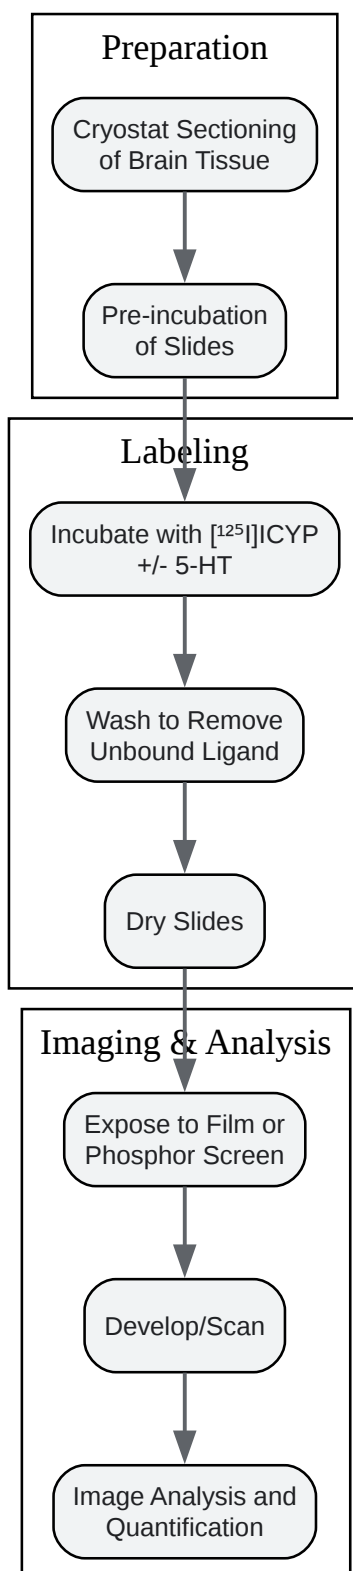 Preparation
Cryostat Sectioning
of Brain Tissue
Pre-incubation
of Slides
Labeling
Incubate with [¹²⁵I]ICYP
+/- 5-HT
Wash to Remove
Unbound Ligand
Dry Slides
Imaging & Analysis
Expose to Film or
Phosphor Screen
Develop/Scan
Image Analysis and
Quantification